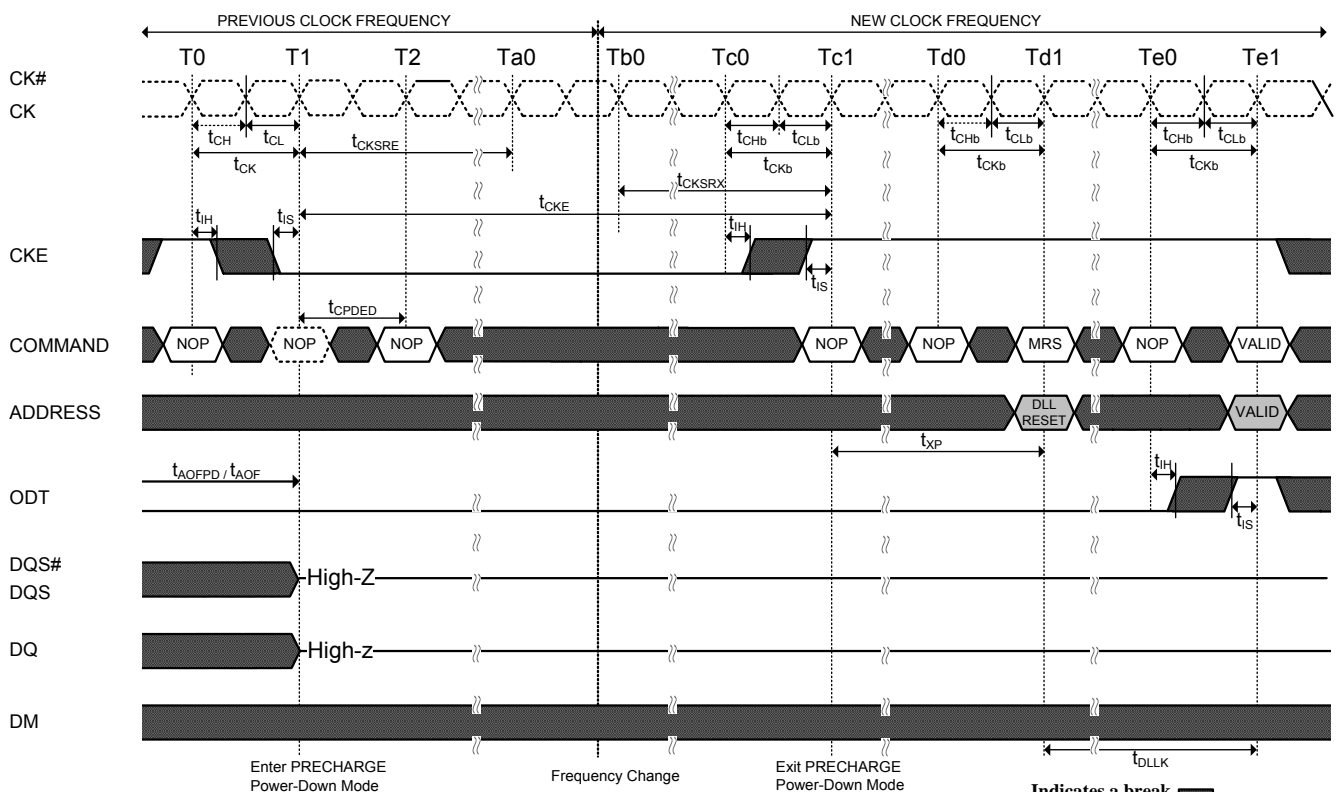 PREVIOUS CLOCK FREQUENCY NEW CLOCK FREQUENCY
T0 T1 T2 Ta0 Tb0 Tc0 Tc1 Td0 Td1 Te0 Te1
CK#
CK
tCH tCL tCHb tCLb tCHb tCLb tCHb tCLb
tCK tCKSRE tCKb tCKb tCKb
tCKSRX
tCKE
tIH tIS tIH
CKE
tIS
tCPDED
COMMAND NOP NOP NOP NOP NOP MRS NOP VALID
ADDRESS DLL RESET VALID
tXP
tAOFPD / tAOF tIH
ODT
tIS
DQS#
DQS High-Z
DQ High-z
DM
tDLLK
Enter PRECHARGE
Power-Down Mode
Frequency Change
Exit PRECHARGE
Power-Down Mode
Indicates a break